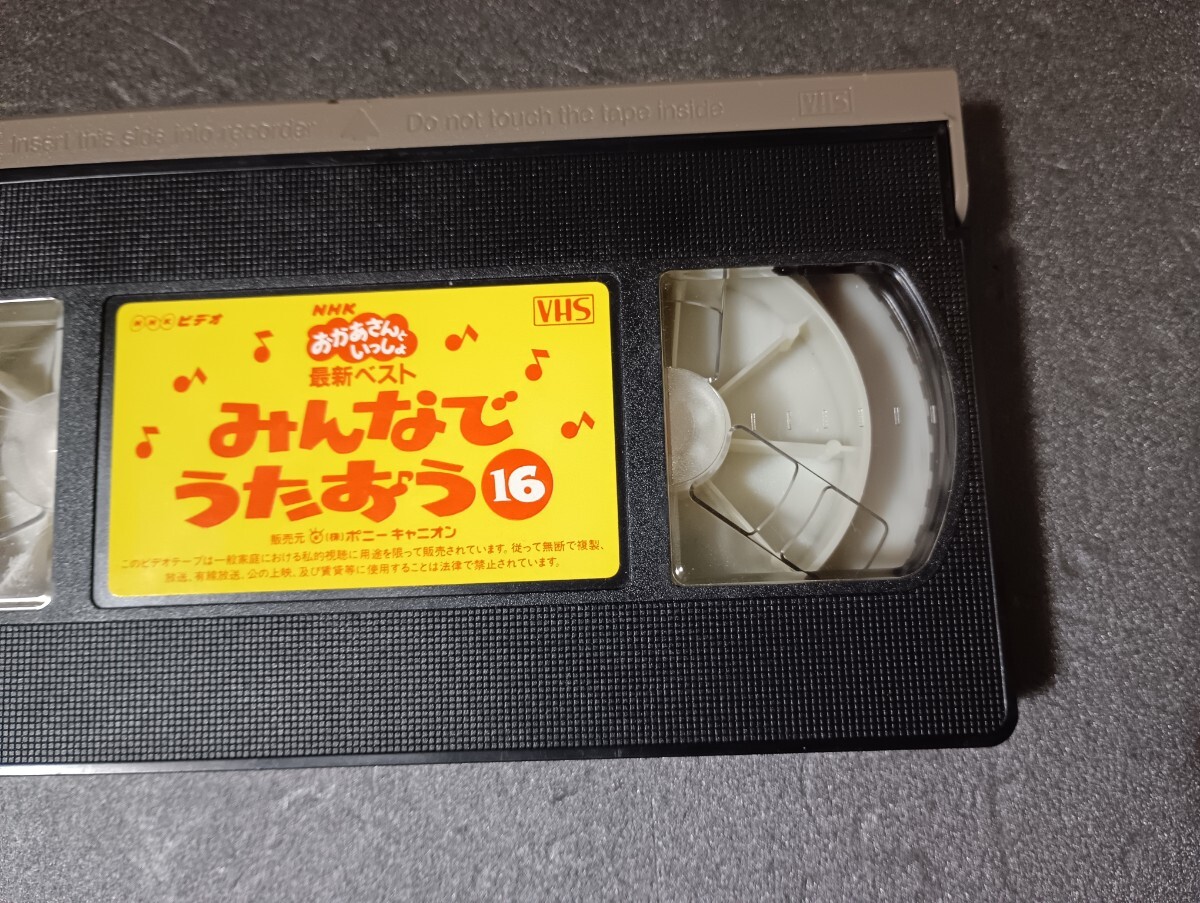 Insert this side into recorder
Do not touch the tape inside
VHS
NHKビデオ
NHK
VHS
おかあさんと
いっしょ
最新ベスト
みんなで
うたおう 16
販売元 (株)ポニーキャニオン
このビデオテープは一般家庭における私的視聴に用途を限って販売されています。従って無断で複製、
放送、有線放送、公の上映、及び賃貸等に使用することは法律で禁止されています。